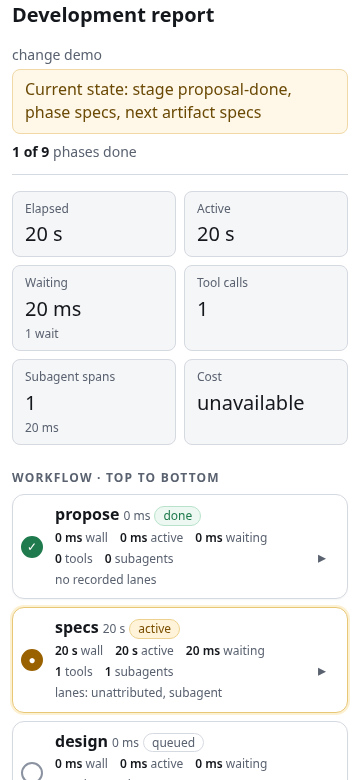 Development report
change demo
Current state: stage proposal-done,
phase specs, next artifact specs
1 of 9 phases done
Elapsed
20 s
Active
20 s
Waiting
20 ms
1 wait
Tool calls
1
Subagent spans
1
20 ms
Cost
unavailable
WORKFLOW · TOP TO BOTTOM
propose 0 ms done
0 ms wall 0 ms active 0 ms waiting
0 tools 0 subagents
no recorded lanes
specs 20 s active
20 s wall 20 s active 20 ms waiting
1 tools 1 subagents
lanes: unattributed, subagent
design 0 ms queued
0 ms wall 0 ms active 0 ms waiting